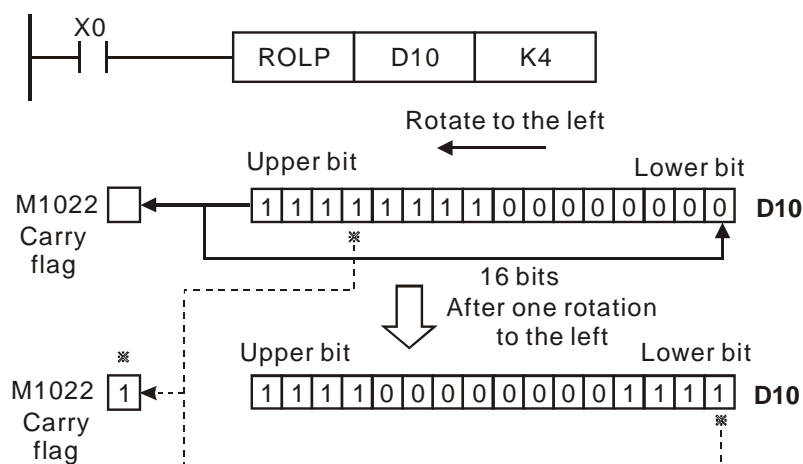 X0
ROLP D10 K4
Rotate to the left
Upper bit Lower bit
M1022 1 1 1 1 1 1 1 1 0 0 0 0 0 0 0 0 D10
Carry
flag
※
16 bits
After one rotation
to the left
※
Upper bit Lower bit
M1022 1 1 1 1 1 0 0 0 0 0 0 0 0 1 1 1 1 D10
Carry
flag
※